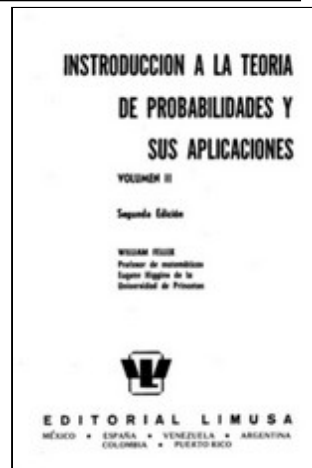 INSTRODUCCION A LA TEORIA
DE PROBABILIDADES Y
SUS APLICACIONES
VOLUMEN II
Segunda Edición
WILLIAM FELLER
Profesor de matemáticas
Eugene Higgins de la
Universidad de Princeton
EDITORIAL LIMUSA
MÉXICO • ESPAÑA • VENEZUELA • ARGENTINA
COLOMBIA • PUERTO RICO